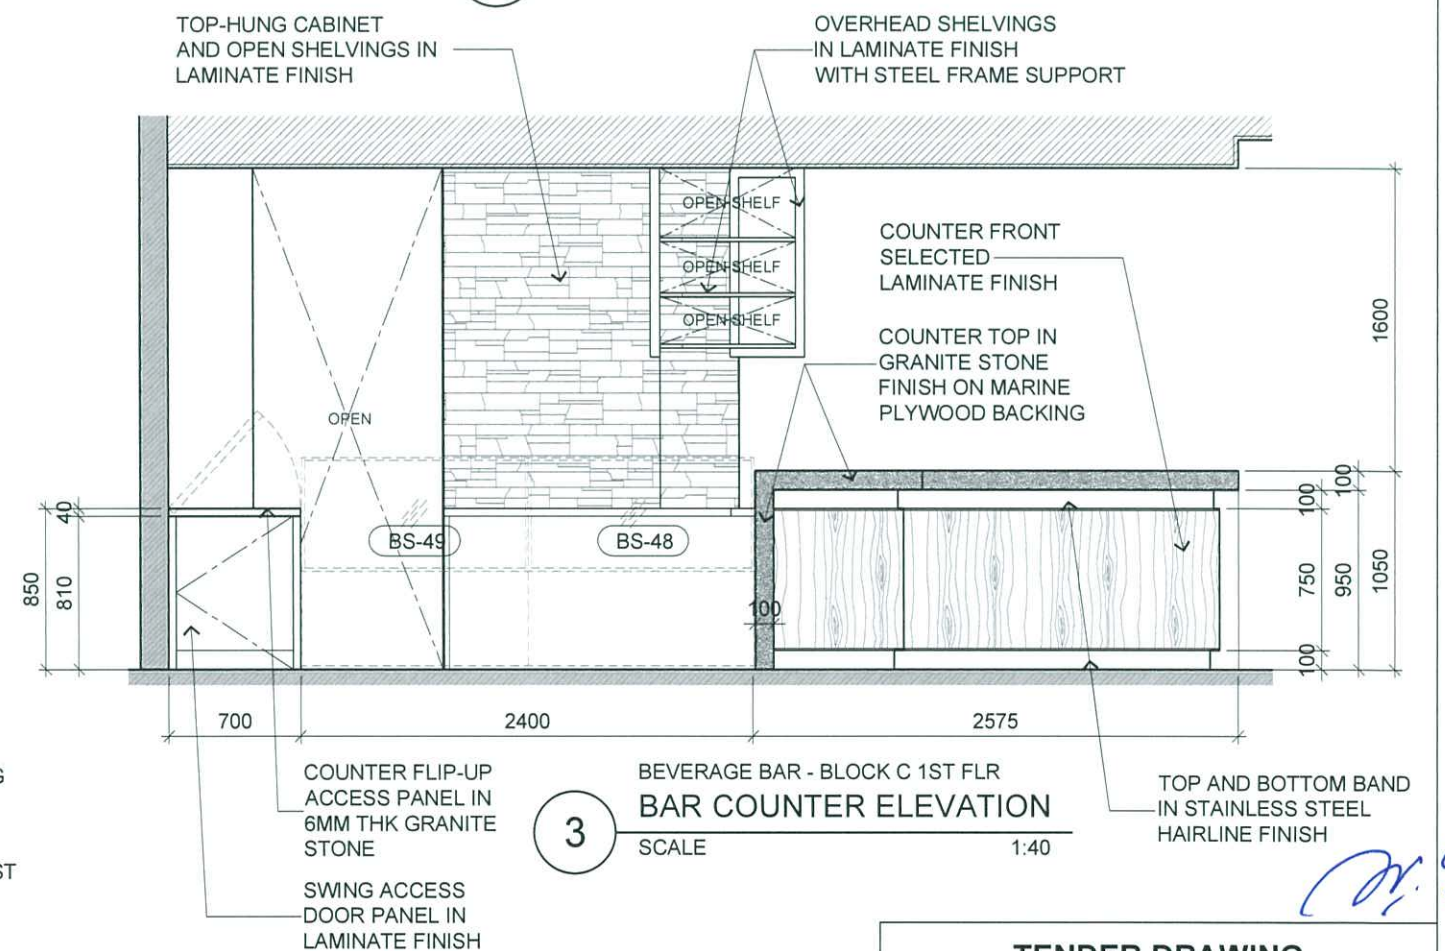 TOP-HUNG CABINET
AND OPEN SHELVINGS IN
LAMINATE FINISH
OVERHEAD SHELVINGS
IN LAMINATE FINISH
WITH STEEL FRAME SUPPORT
OPEN SHELF
OPEN SHELF
OPEN SHELF
COUNTER FRONT
SELECTED
LAMINATE FINISH
COUNTER TOP IN
GRANITE STONE
FINISH ON MARINE
PLYWOOD BACKING
1600
OPEN
BS-49
BS-48
40
810
850
100
100
100
750
950
1050
100
700
2400
2575
COUNTER FLIP-UP
ACCESS PANEL IN
6MM THK GRANITE
STONE
SWING ACCESS
DOOR PANEL IN
LAMINATE FINISH
3
BEVERAGE BAR - BLOCK C 1ST FLR
BAR COUNTER ELEVATION
SCALE 1:40
TOP AND BOTTOM BAND
IN STAINLESS STEEL
HAIRLINE FINISH
G
ST
TENDER DRAWING